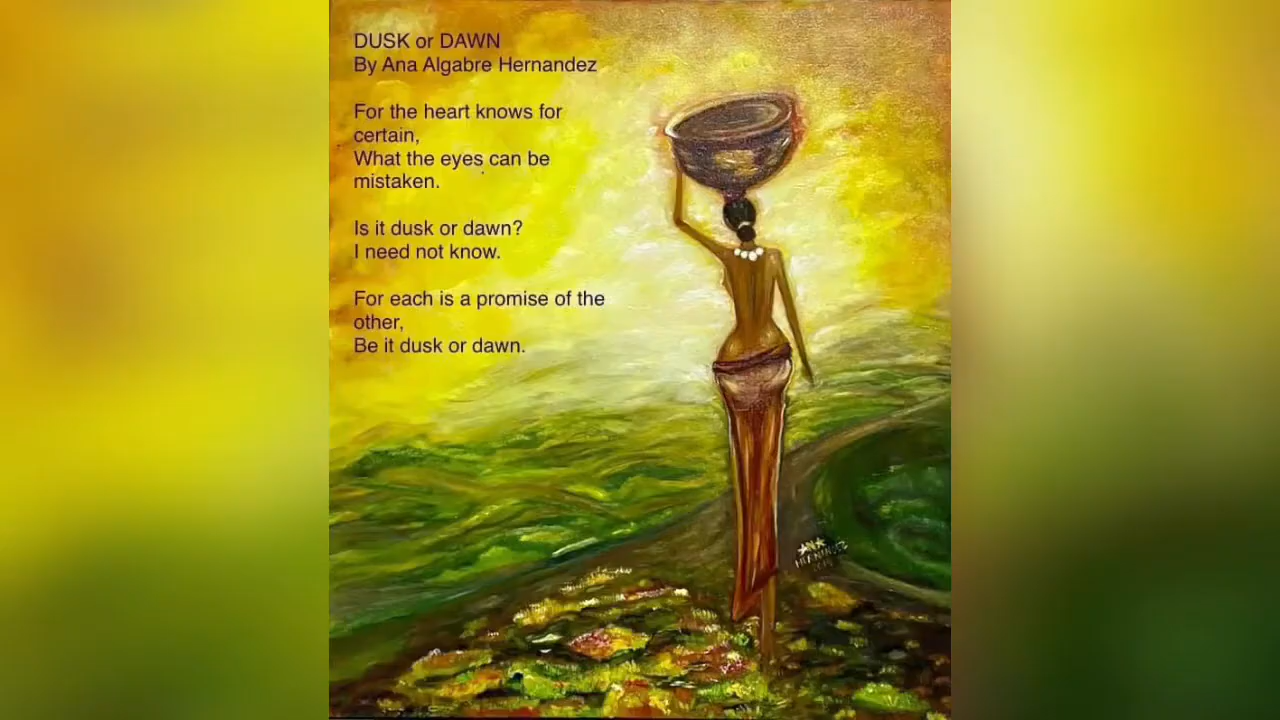 DUSK or DAWN
By Ana Algabre Hernandez
For the heart knows for
certain,
What the eyes can be
mistaken.
Is it dusk or dawn?
I need not know.
For each is a promise of the
other,
Be it dusk or dawn.
ANA
HERNANDEZ